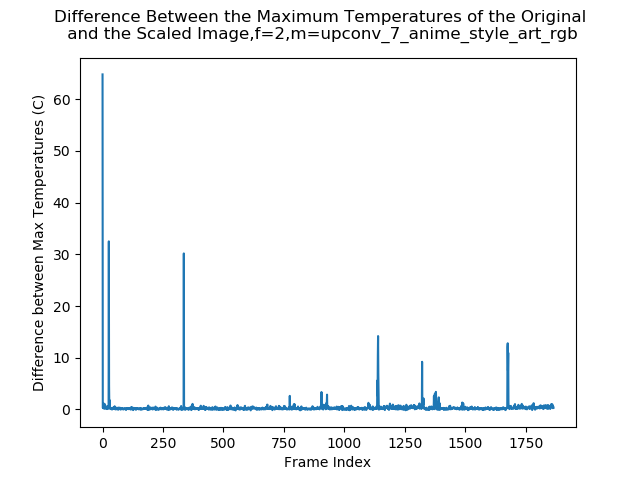 Difference Between the Maximum Temperatures of the Original
and the Scaled Image,f=2,m=upconv_7_anime_style_art_rgb
60
50
40
30
20
10
0
Difference between Max Temperatures (C)
0 250 500 750 1000 1250 1500 1750
Frame Index